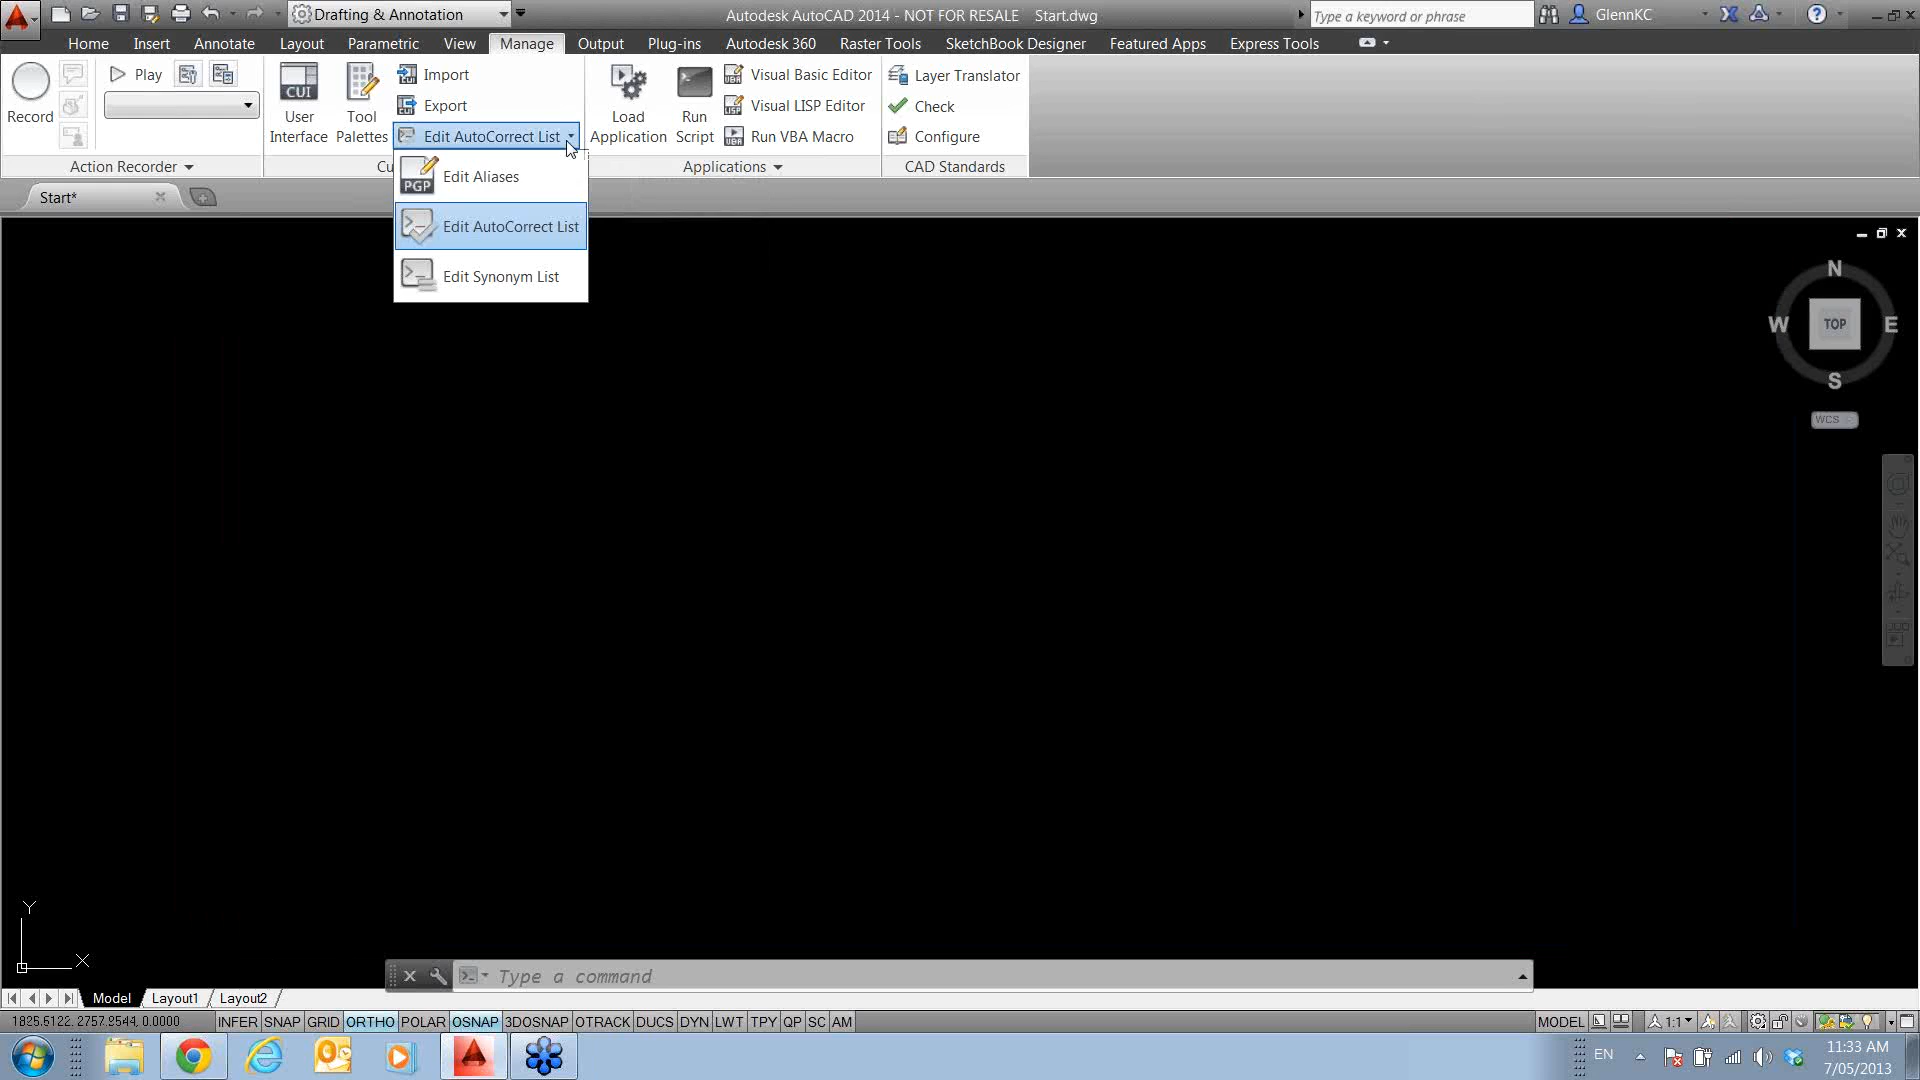 Drafting & Annotation
Autodesk AutoCAD 2014 - NOT FOR RESALE Start.dwg
Type a keyword or phrase
GlennKC
Home Insert Annotate Layout Parametric View Manage Output Plug-ins Autodesk 360 Raster Tools SketchBook Designer Featured Apps Express Tools
Record
Play
CUI
User Interface
Tool Palettes
Import
Export
Edit AutoCorrect List
Load Application
Run Script
Visual Basic Editor
Visual LISP Editor
Run VBA Macro
Layer Translator
Check
Configure
Action Recorder
Cu
Applications
CAD Standards
PGP
Edit Aliases
Edit AutoCorrect List
Edit Synonym List
Start*
N
W
TOP
E
S
WCS
Y
X
Type a command
Model Layout1 Layout2
1825.5122, 2757.2544, 0.0000
INFER SNAP GRID ORTHO POLAR OSNAP 3DOSNAP OTRACK DUCS DYN LWT TPY QP SC AM
MODEL
1:1
EN
11:33 AM
7/05/2013